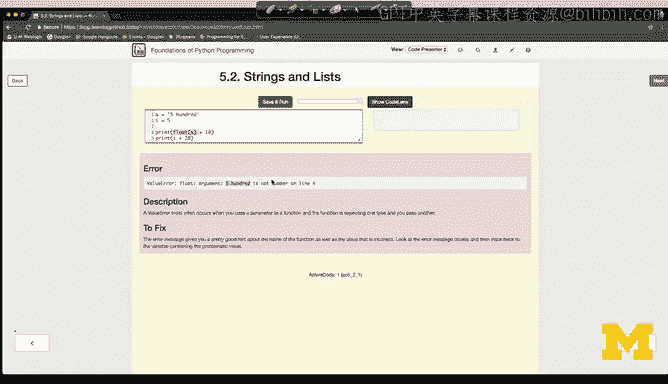 GPT中英字幕课程资源@bilibili.com
Foundations of Python Programming
View: Code Presenter
5.2. Strings and Lists
Back
Save & Run
Show CodeLens
1 s = '5 hundred'
2 i = 5
3
4 print(float(s) + 10)
5 print(i + 20)
Error
ValueError: float: Argument: 5 hundred is not number on line 4
Description
A ValueError most often occurs when you pass a parameter to a function and the function is expecting one type and you pass another.
To Fix
The error message gives you a pretty good hint about the name of the function as well as the value that is incorrect. Look at the error message closely and then trace back to the variable containing the problematic value.
ActiveCode: 1 (ac5_2_1)
M